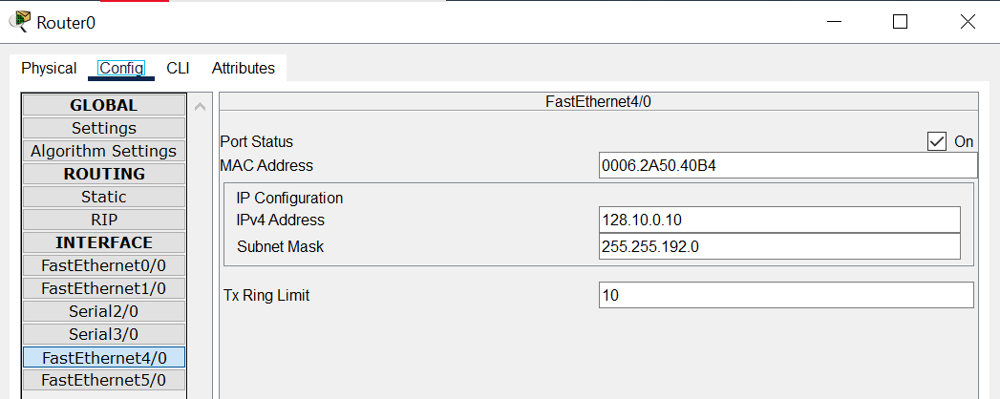 Router0
Physical Config CLI Attributes
GLOBAL
Settings
Algorithm Settings
ROUTING
Static
RIP
INTERFACE
FastEthernet0/0
FastEthernet1/0
Serial2/0
Serial3/0
FastEthernet4/0
FastEthernet5/0
FastEthernet4/0
Port Status On
MAC Address 0006.2A50.40B4
IP Configuration
IPv4 Address 128.10.0.10
Subnet Mask 255.255.192.0
Tx Ring Limit 10